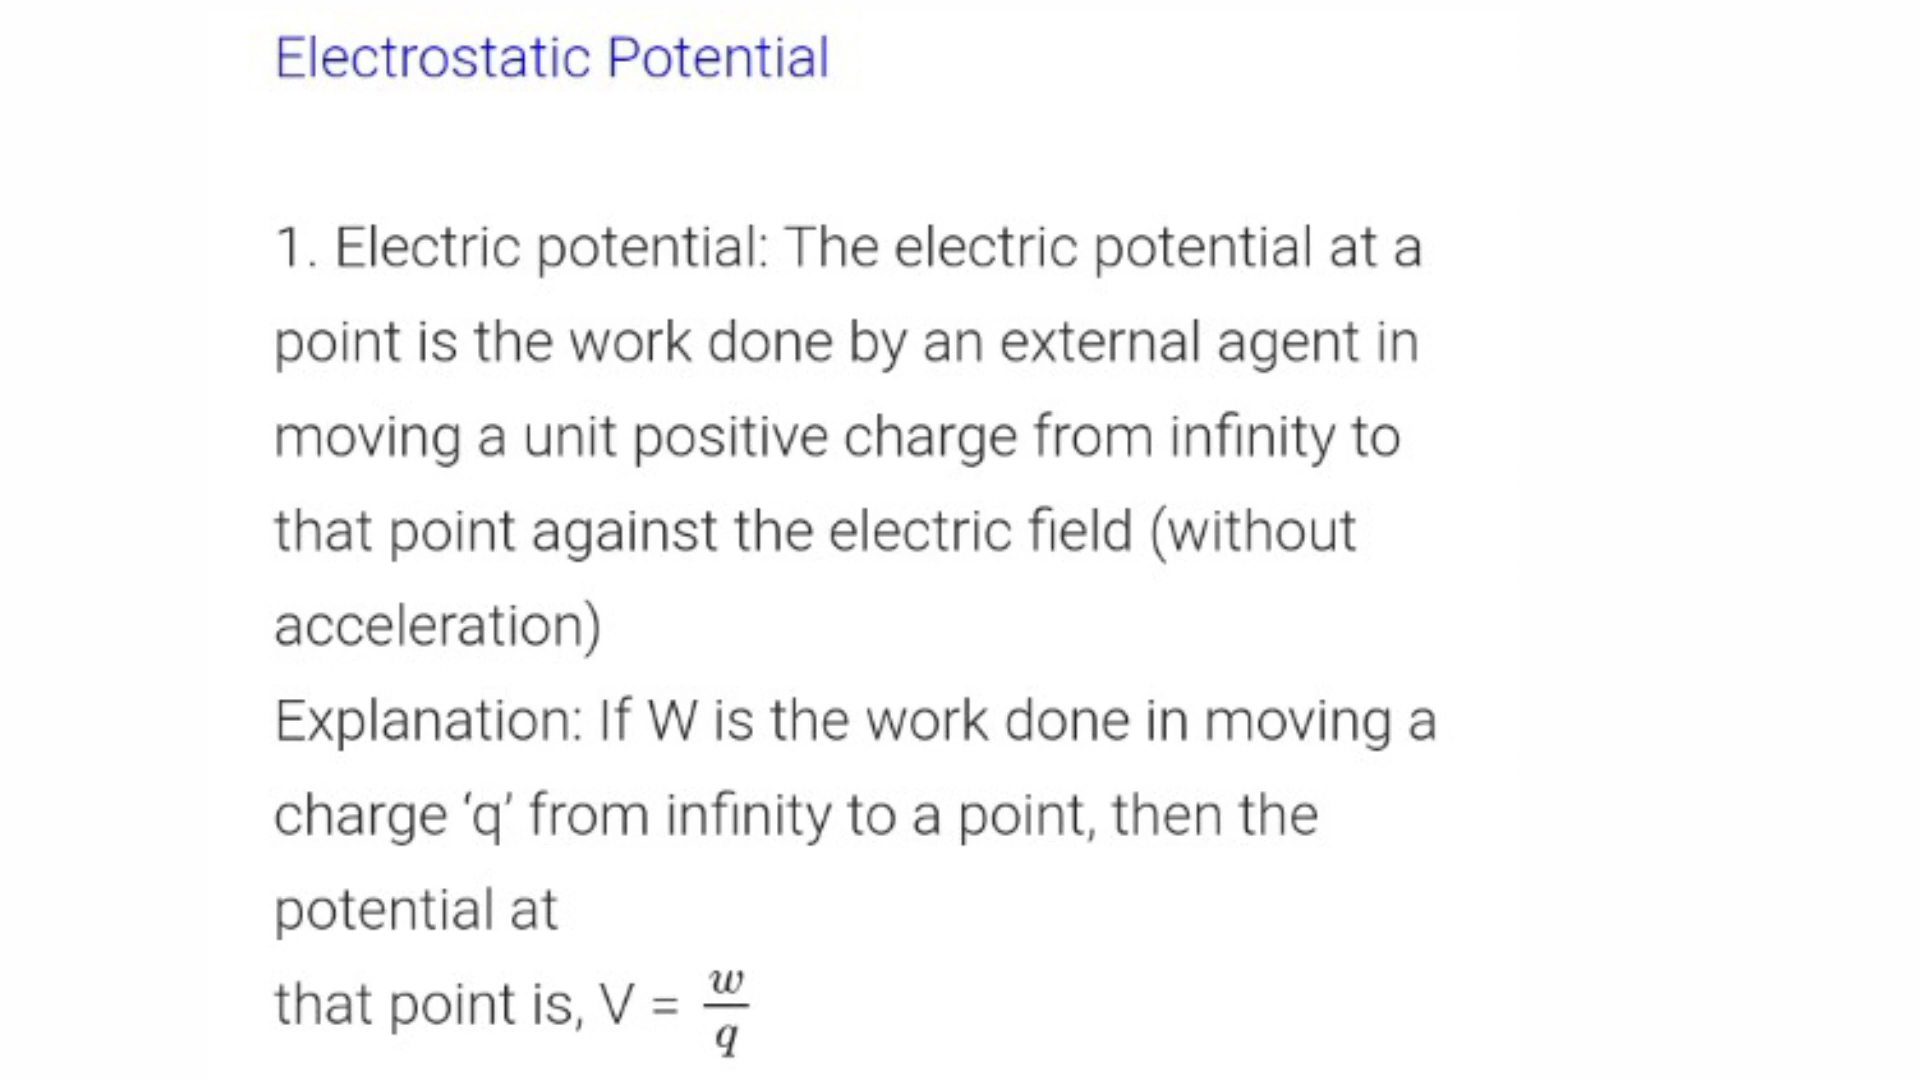 Electrostatic Potential
1. Electric potential: The electric potential at a
point is the work done by an external agent in
moving a unit positive charge from infinity to
that point against the electric field (without
acceleration)
Explanation: If W is the work done in moving a
charge ‘q’ from infinity to a point, then the
potential at
that point is, V = w/q